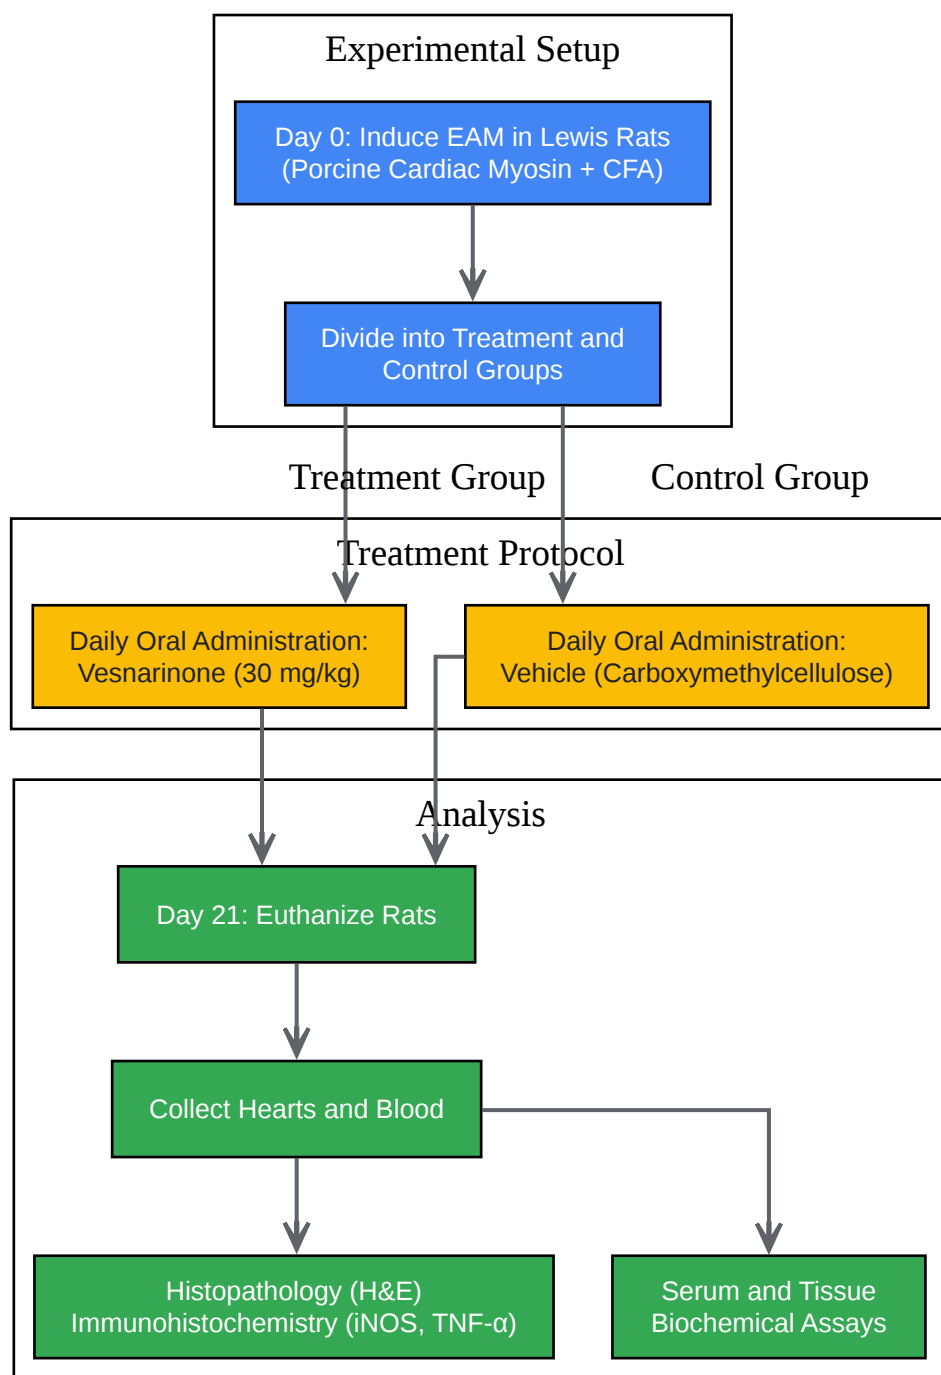 Experimental Setup
Day 0: Induce EAM in Lewis Rats
(Porcine Cardiac Myosin + CFA)
Divide into Treatment and
Control Groups
Treatment Group
Control Group
Treatment Protocol
Daily Oral Administration:
Vesnarinone (30 mg/kg)
Daily Oral Administration:
Vehicle (Carboxymethylcellulose)
Analysis
Day 21: Euthanize Rats
Collect Hearts and Blood
Histopathology (H&E)
Immunohistochemistry (iNOS, TNF-α)
Serum and Tissue
Biochemical Assays